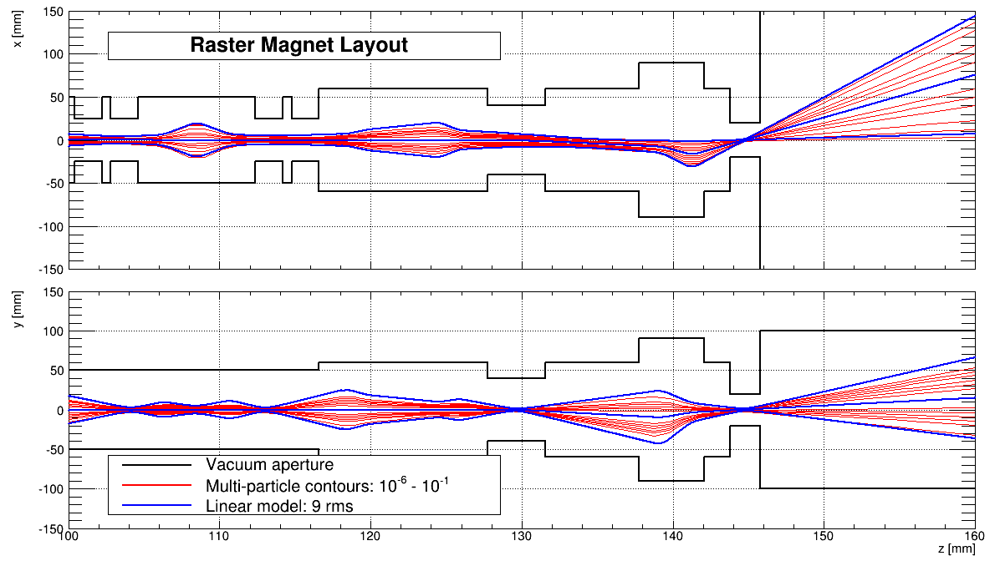 x [mm]
Raster Magnet Layout
150
100
50
0
-50
-100
-150
y [mm]
150
100
50
0
-50
-100
-150
Vacuum aperture
Multi-particle contours: 10^-6 - 10^-1
Linear model: 9 rms
00 110 120 130 140 150 160
z [mm]